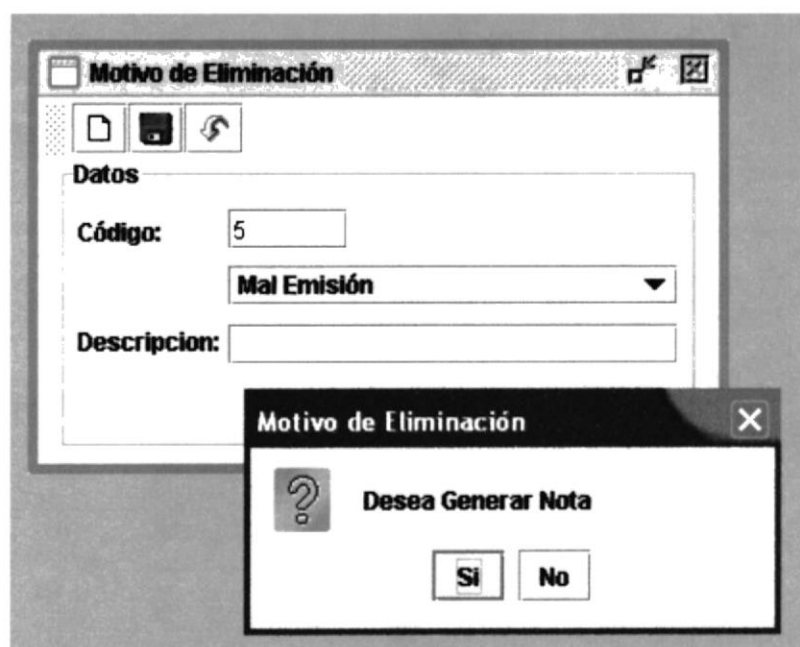 Motivo de Eliminación
Datos
Código: 5
Mal Emisión
Descripcion:
Motivo de Eliminación
Desea Generar Nota
Si No